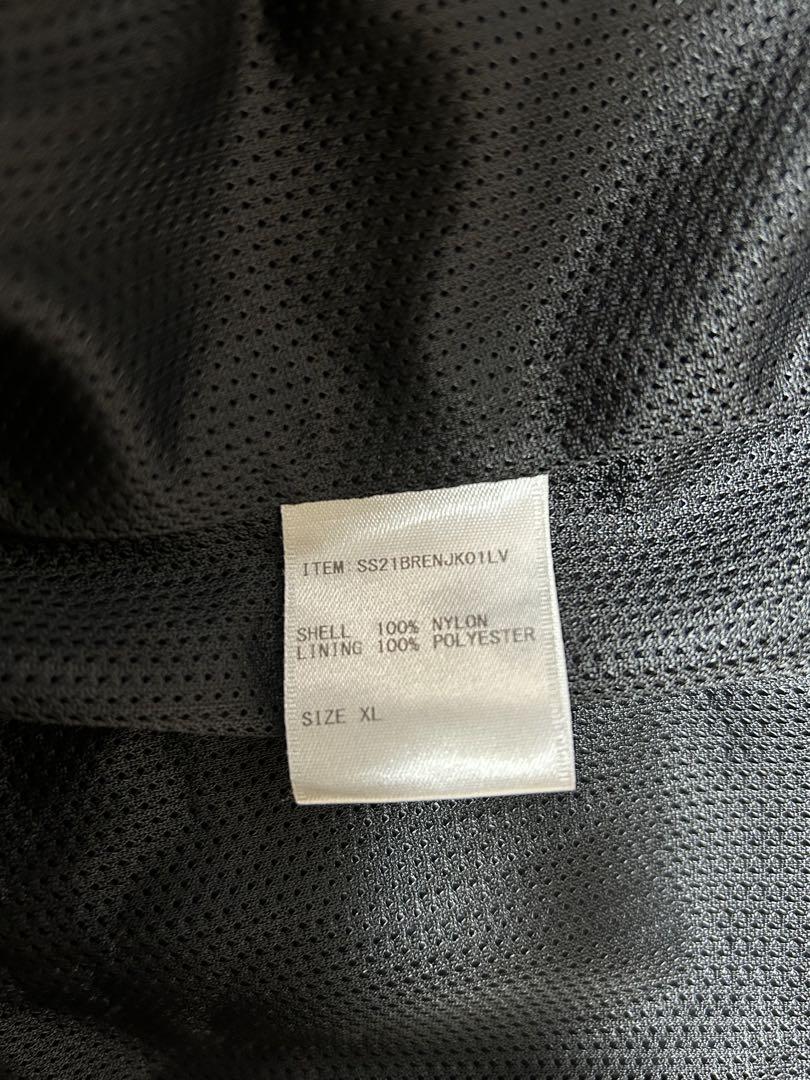 ITEM SS21BRENJK01LV
SHELL 100% NYLON
LINING 100% POLYESTER
SIZE XL